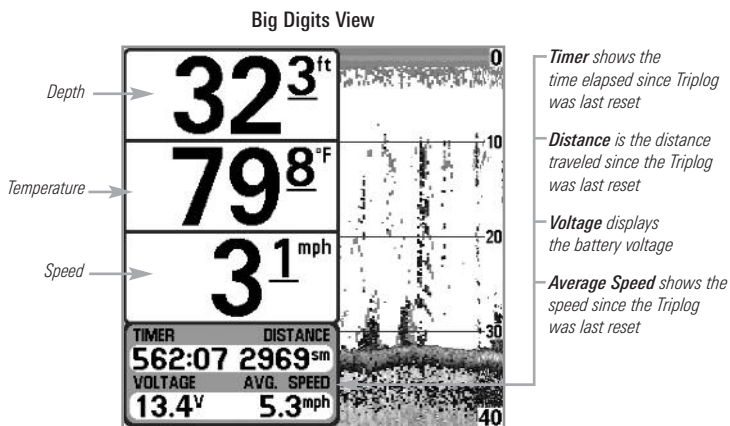 Big Digits View
Depth
32 3 ft
Temperature
79 8 °F
Speed
3 1 mph
TIMER DISTANCE
562:07 2969 sm
VOLTAGE AVG. SPEED
13.4 V 5.3 mph
0
10
20
30
40
Timer shows the
time elapsed since Triplog
was last reset
Distance is the distance
traveled since the Triplog
was last reset
Voltage displays
the battery voltage
Average Speed shows the
speed since the Triplog
was last reset